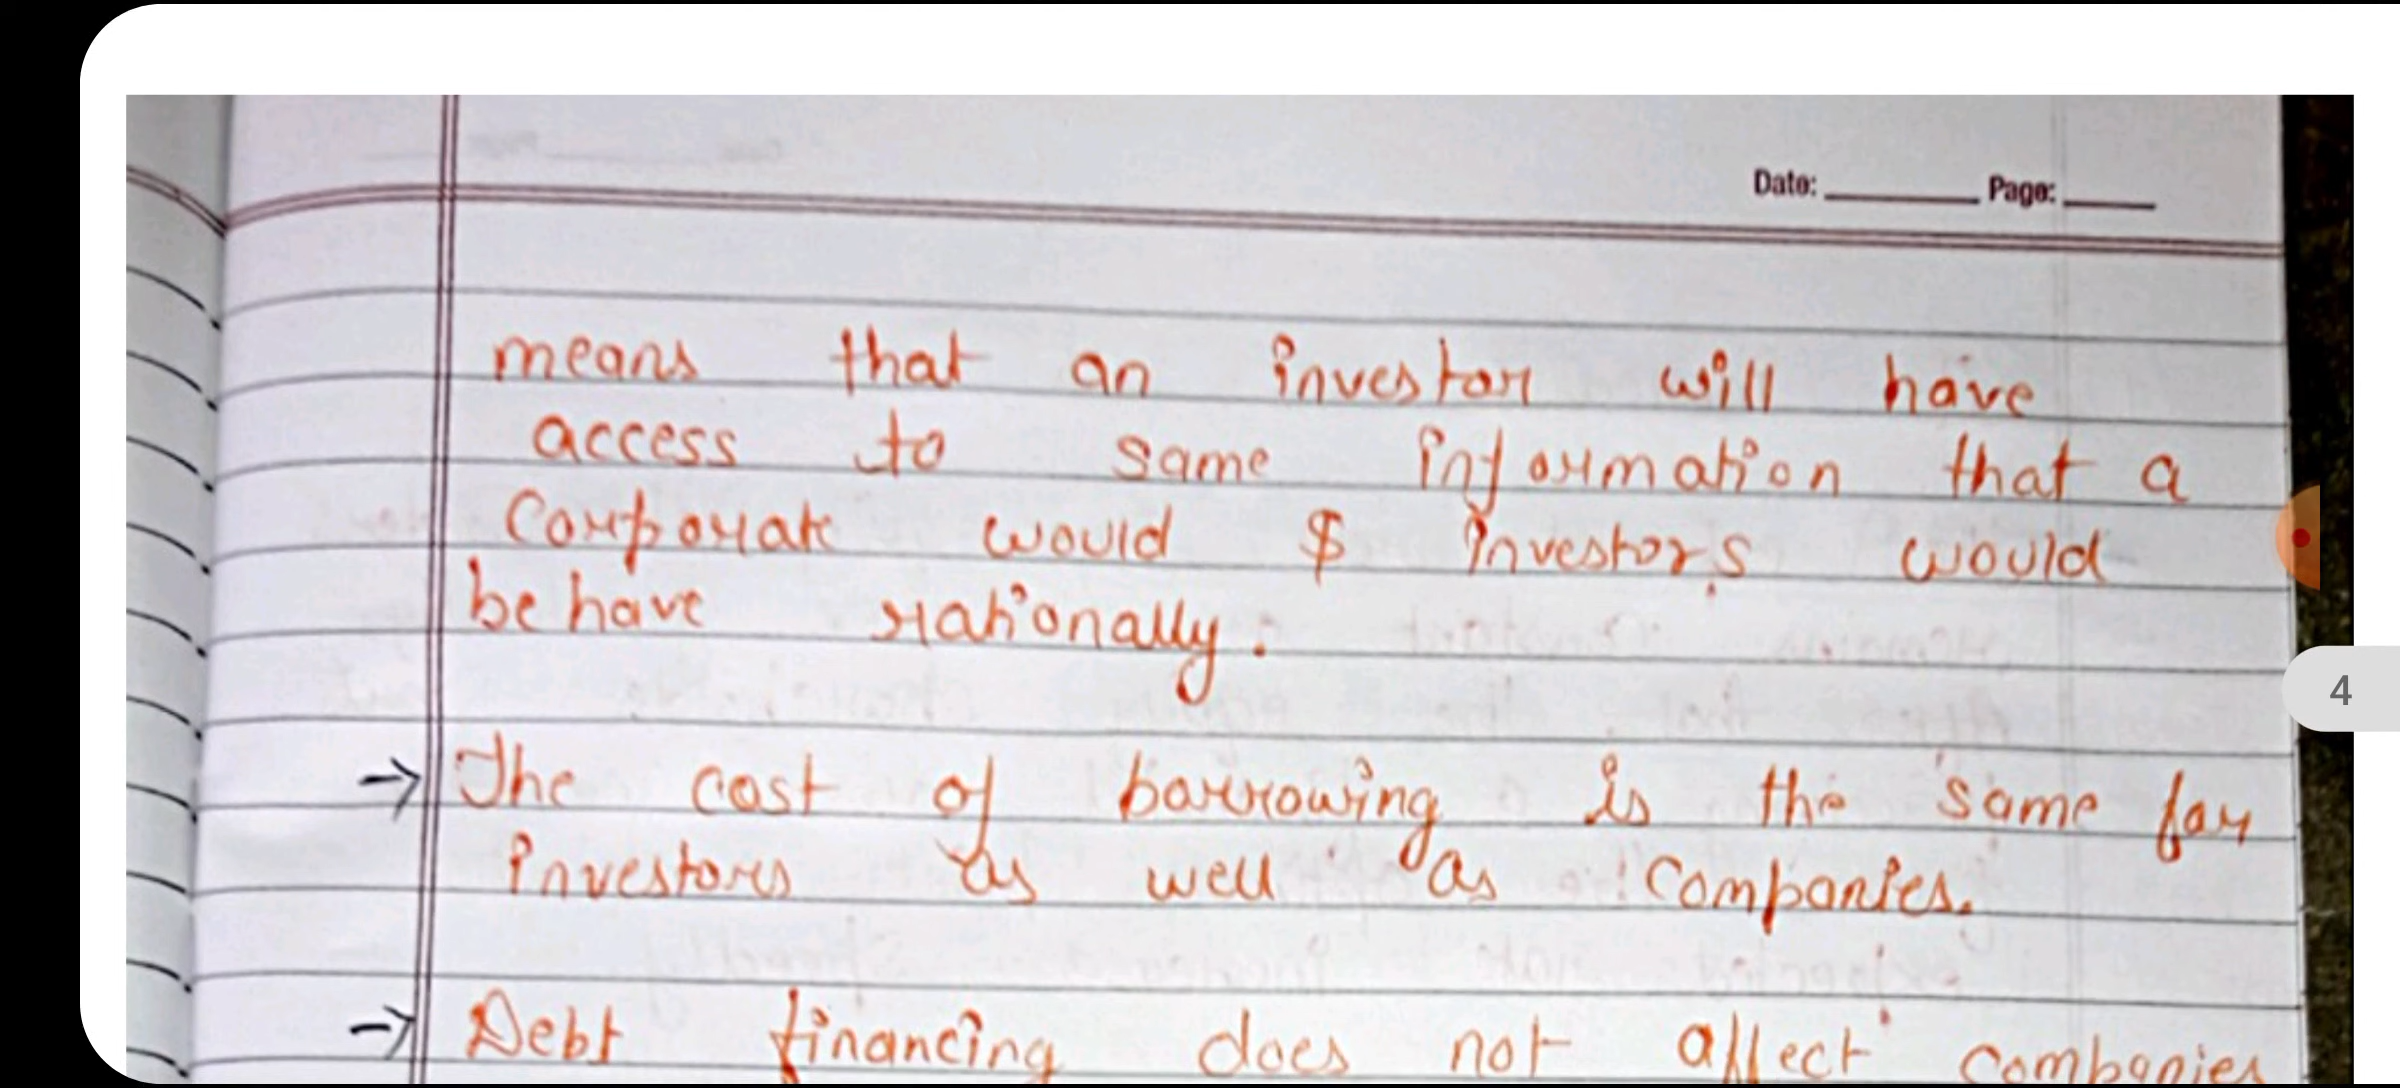 Date: Page:
means that an investor will have
access to same information that a
Corporate would $ investors would
behave rationally.
4
→ The cost of borrowing is the same for
investors as well as companies.
→ Debt financing does not affect companies